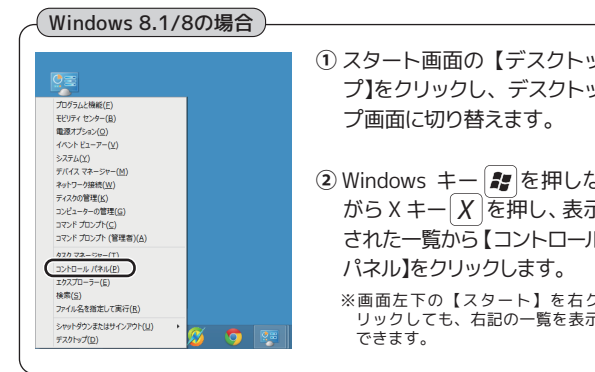 Windows 8.1/8の場合
プログラムと機能(F)
モビリティ センター(B)
電源オプション(O)
イベント ビューアー(V)
システム(Y)
デバイス マネージャー(M)
ネットワーク接続(W)
ディスクの管理(K)
コンピューターの管理(G)
コマンド プロンプト(C)
コマンド プロンプト (管理者)(A)
タスク マネージャー(T)
コントロール パネル(P)
エクスプローラー(E)
検索(S)
ファイル名を指定して実行(R)
シャットダウンまたはサインアウト(U)
デスクトップ(D)
① スタート画面の【デスクトッ
プ】をクリックし、デスクトッ
プ画面に切り替えます。
② Windows キー を押しな
がら X キー X を押し、表示
された一覧から【コントロール
パネル】をクリックします。
※画面左下の【スタート】を右ク
リックしても、右記の一覧を表示
できます。